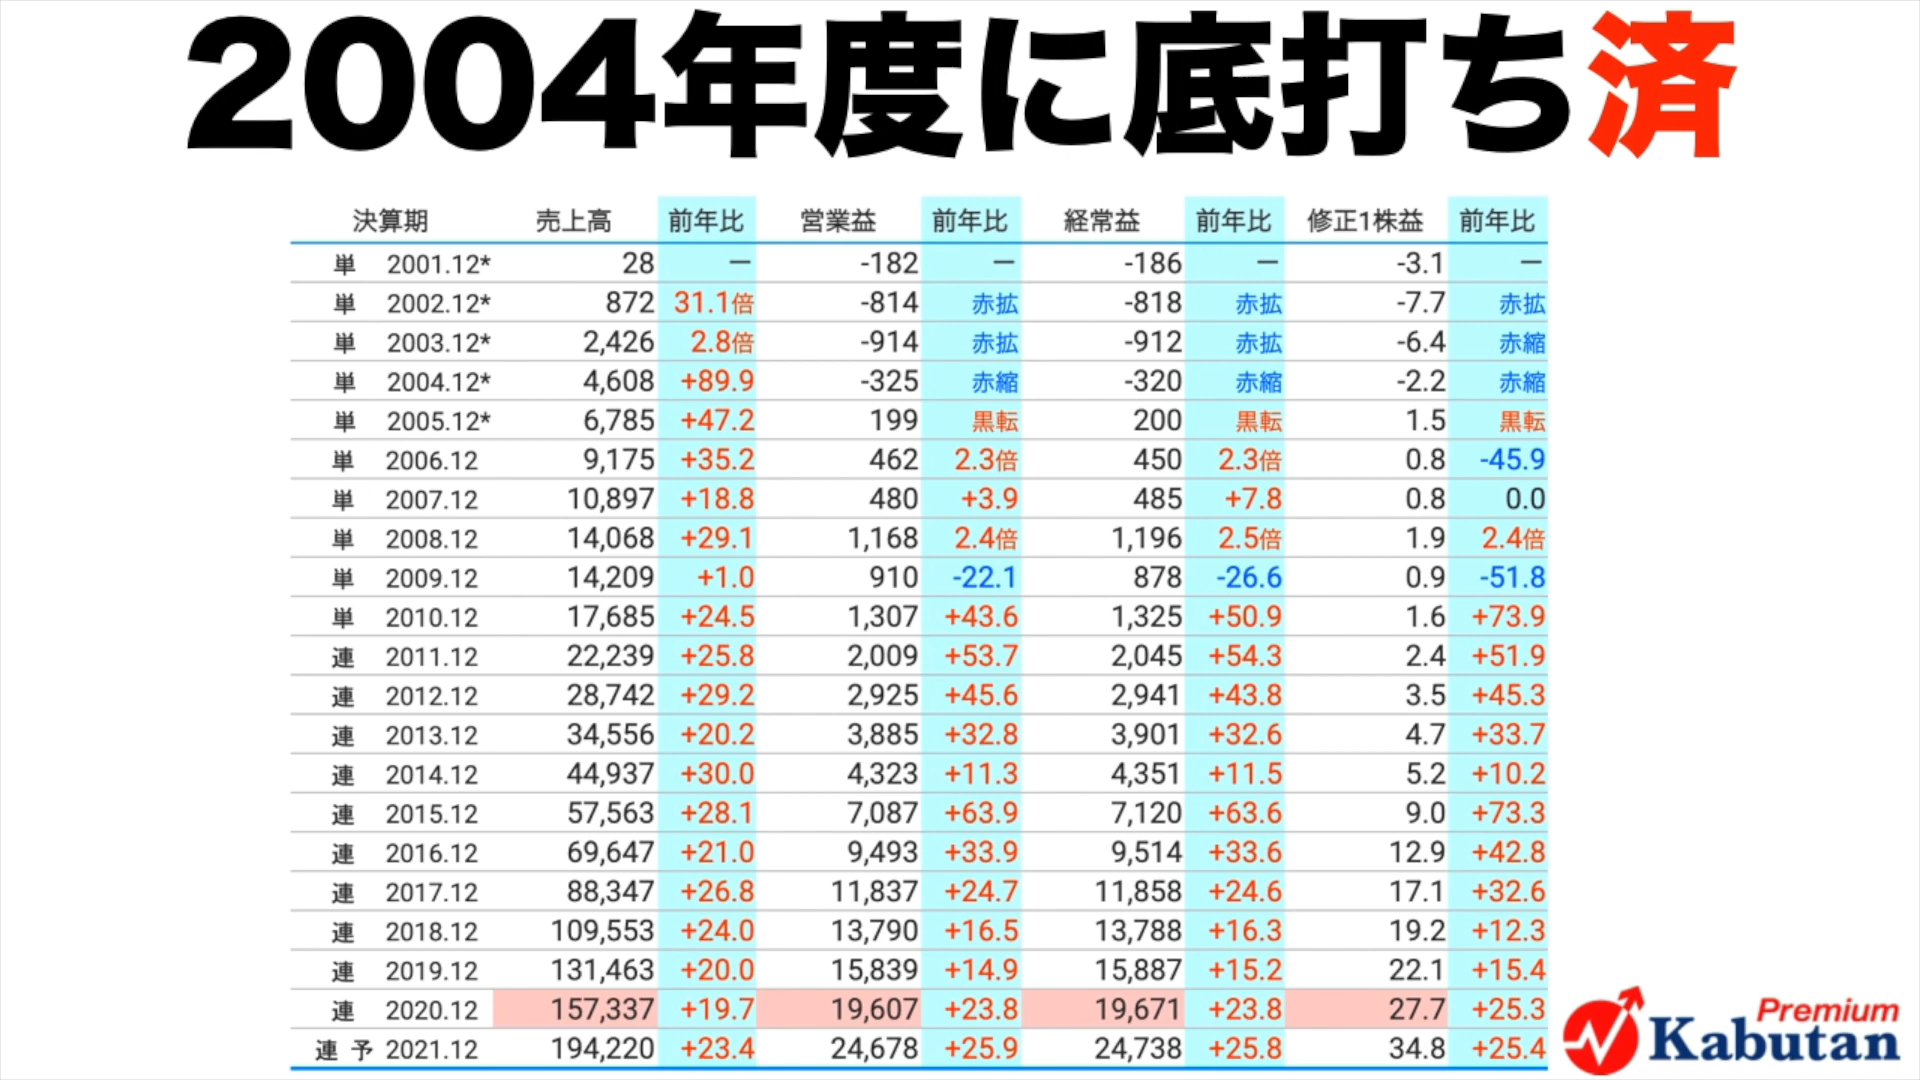 2004年度に底打ち済
決算期 売上高 前年比 営業益 前年比 経常益 前年比 修正1株益 前年比
単 2001.12* 28 ー -182 ー -186 ー -3.1 ー
単 2002.12* 872 31.1倍 -814 赤拡 -818 赤拡 -7.7 赤拡
単 2003.12* 2,426 2.8倍 -914 赤拡 -912 赤拡 -6.4 赤縮
単 2004.12* 4,608 +89.9 -325 赤縮 -320 赤縮 -2.2 赤縮
単 2005.12* 6,785 +47.2 199 黒転 200 黒転 1.5 黒転
単 2006.12 9,175 +35.2 462 2.3倍 450 2.3倍 0.8 -45.9
単 2007.12 10,897 +18.8 480 +3.9 485 +7.8 0.8 0.0
単 2008.12 14,068 +29.1 1,168 2.4倍 1,196 2.5倍 1.9 2.4倍
単 2009.12 14,209 +1.0 910 -22.1 878 -26.6 0.9 -51.8
単 2010.12 17,685 +24.5 1,307 +43.6 1,325 +50.9 1.6 +73.9
連 2011.12 22,239 +25.8 2,009 +53.7 2,045 +54.3 2.4 +51.9
連 2012.12 28,742 +29.2 2,925 +45.6 2,941 +43.8 3.5 +45.3
連 2013.12 34,556 +20.2 3,885 +32.8 3,901 +32.6 4.7 +33.7
連 2014.12 44,937 +30.0 4,323 +11.3 4,351 +11.5 5.2 +10.2
連 2015.12 57,563 +28.1 7,087 +63.9 7,120 +63.6 9.0 +73.3
連 2016.12 69,647 +21.0 9,493 +33.9 9,514 +33.6 12.9 +42.8
連 2017.12 88,347 +26.8 11,837 +24.7 11,858 +24.6 17.1 +32.6
連 2018.12 109,553 +24.0 13,790 +16.5 13,788 +16.3 19.2 +12.3
連 2019.12 131,463 +20.0 15,839 +14.9 15,887 +15.2 22.1 +15.4
連 2020.12 157,337 +19.7 19,607 +23.8 19,671 +23.8 27.7 +25.3
連 予 2021.12 194,220 +23.4 24,678 +25.9 24,738 +25.8 34.8 +25.4
Premium
Kabutan